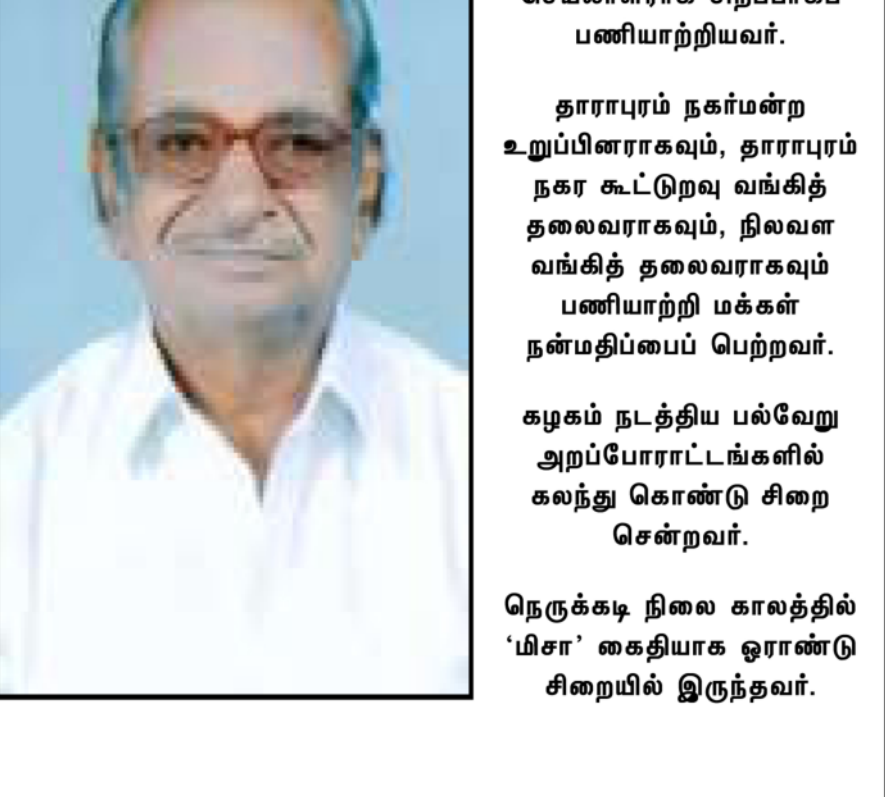 பணியாற்றியவர்.
தாராபுரம் நகர்மன்ற
உறுப்பினராகவும், தாராபுரம்
நகர கூட்டுறவு வங்கித்
தலைவராகவும், நிலவள
வங்கித் தலைவராகவும்
பணியாற்றி மக்கள்
நன்மதிப்பைப் பெற்றவர்.
கழகம் நடத்திய பல்வேறு
அறப்போராட்டங்களில்
கலந்து கொண்டு சிறை
சென்றவர்.
நெருக்கடி நிலை காலத்தில்
‘மிசா’ கைதியாக ஓராண்டு
சிறையில் இருந்தவர்.